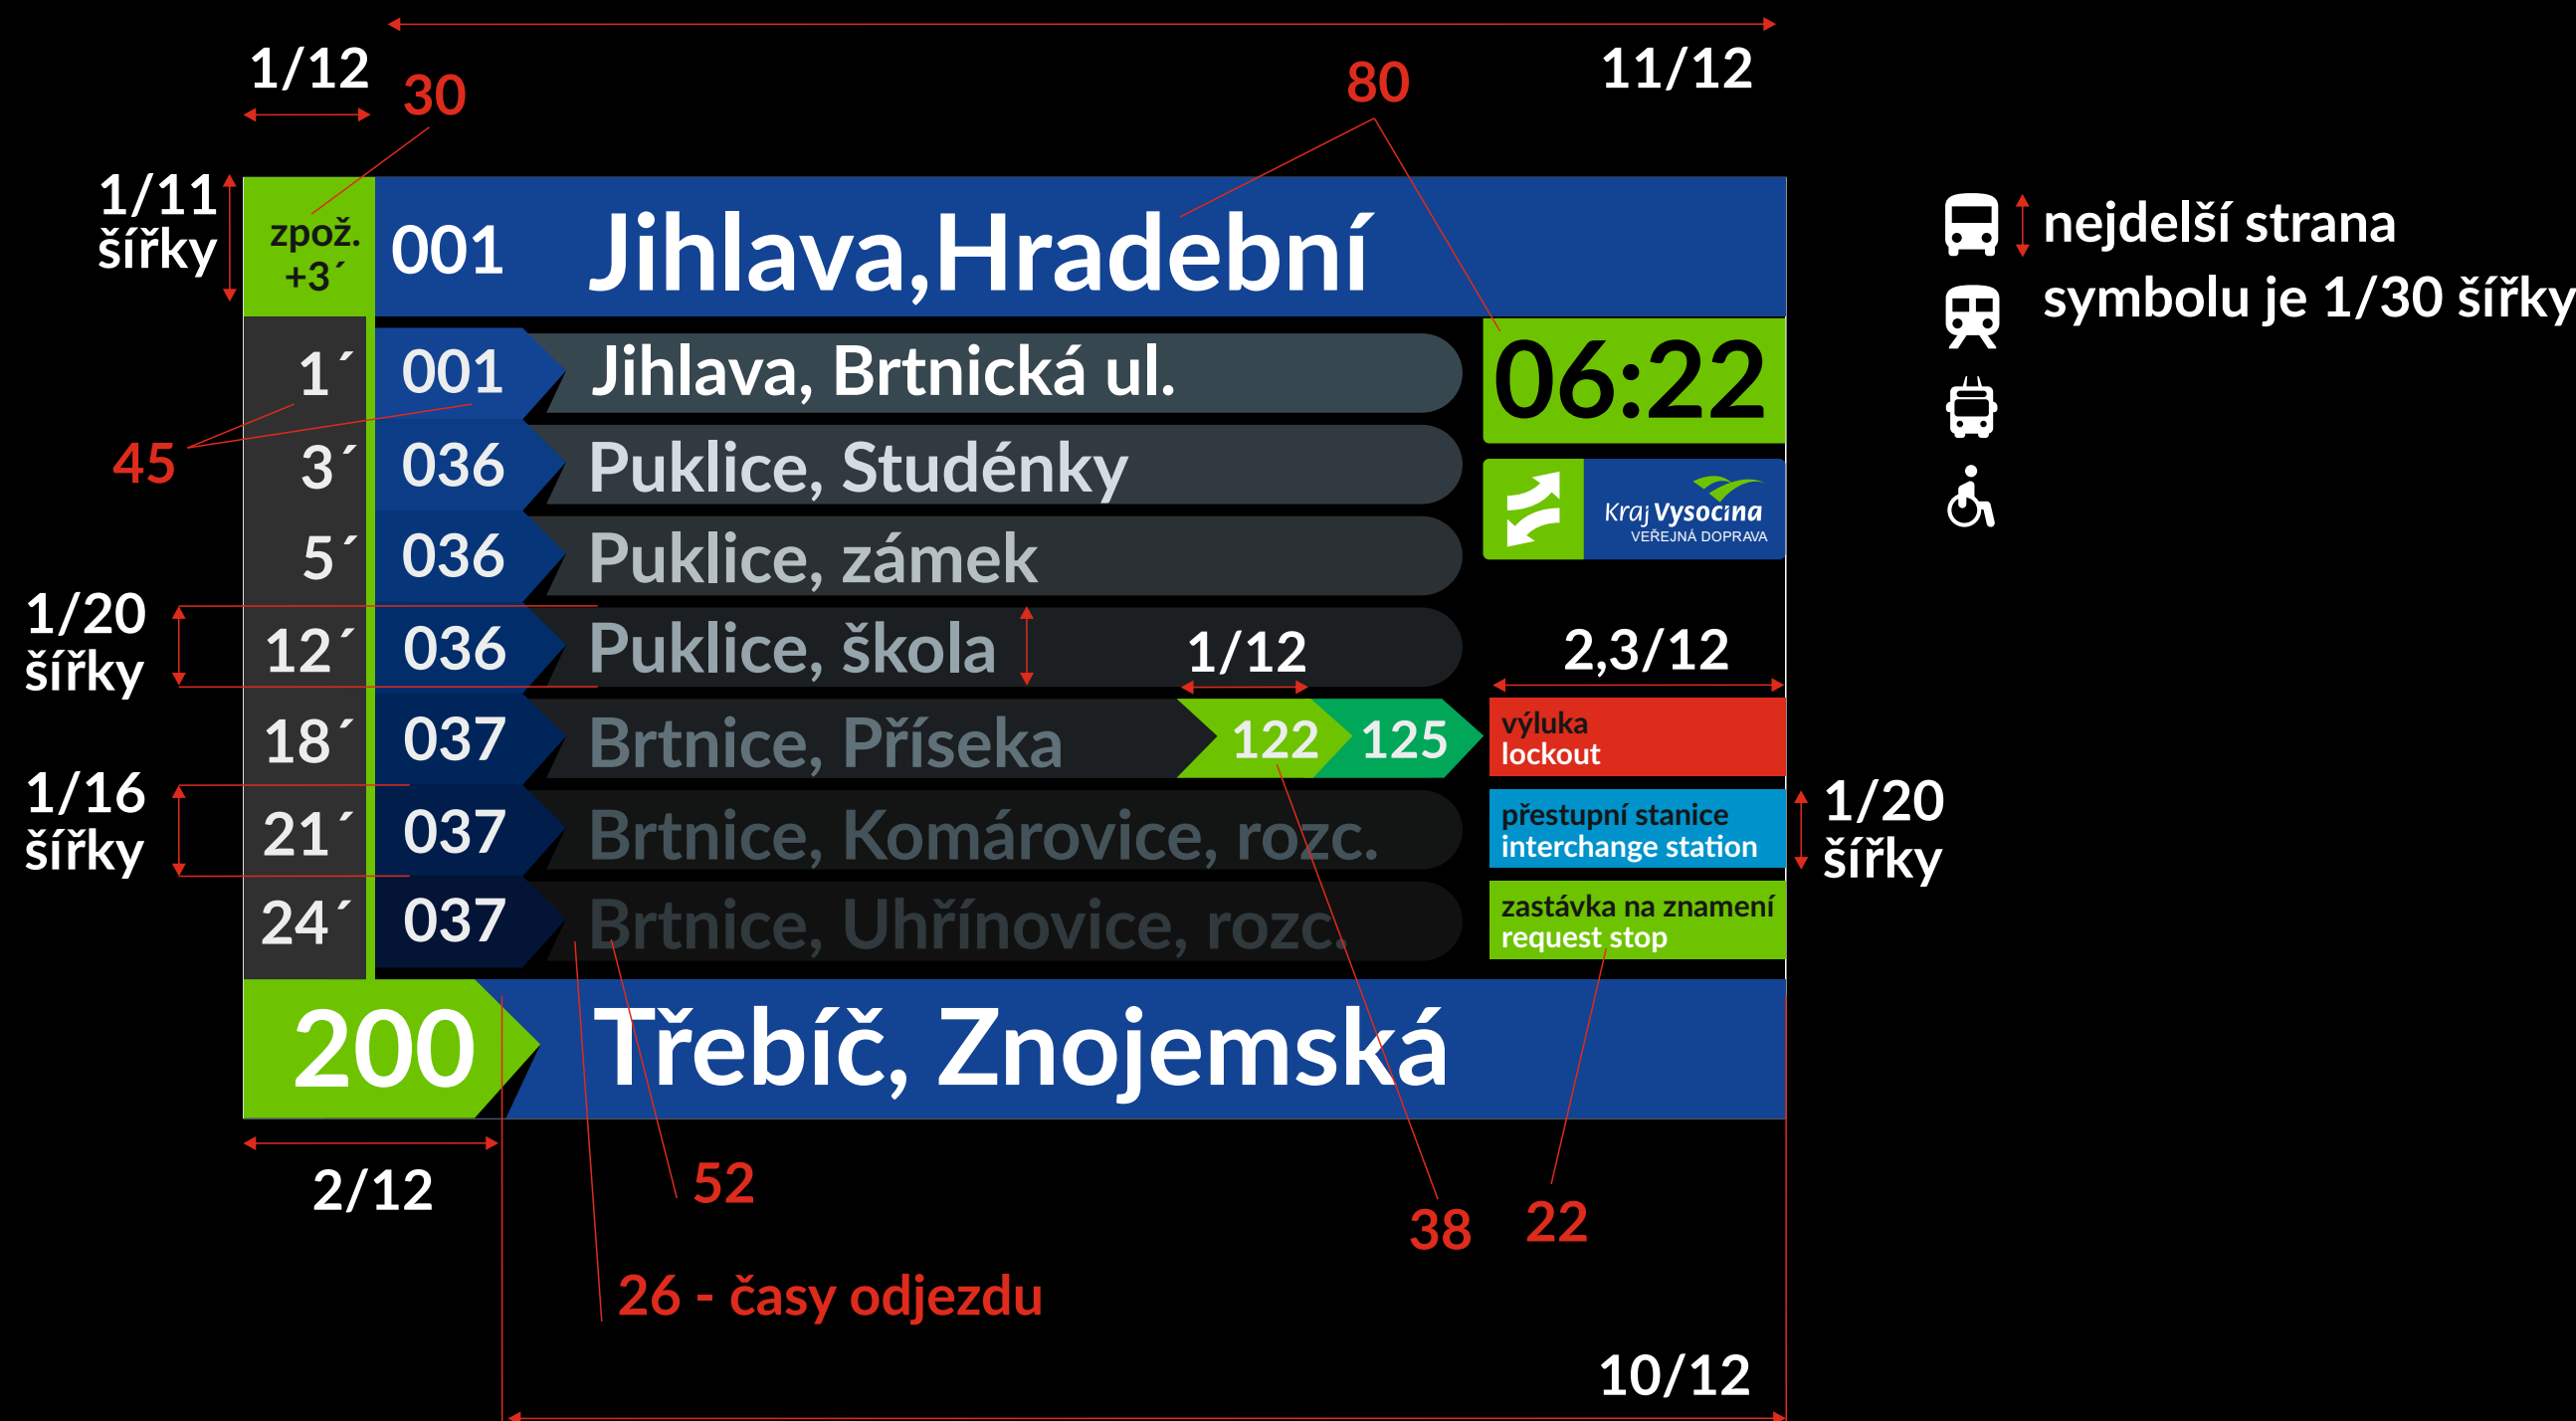 1/12
30
80
11/12
1/11
šířky
zpož.
+3´
001
Jihlava,Hradební
nejdelší strana
symbolu je 1/30 šířky
1´
001
Jihlava, Brtnická ul.
06:22
45
3´
036
Puklice, Studénky
Kraj Vysočina
VEŘEJNÁ DOPRAVA
5´
036
Puklice, zámek
1/20
šířky
12´
036
Puklice, škola
1/12
2,3/12
18´
037
Brtnice, Příseka
122
125
výluka
lockout
1/16
šířky
21´
037
Brtnice, Komárovice, rozc.
přestupní stanice
interchange station
1/20
šířky
24´
037
Brtnice, Uhřínovice, rozc.
zastávka na znamení
request stop
200
Třebíč, Znojemská
2/12
52
38
22
26 - časy odjezdu
10/12